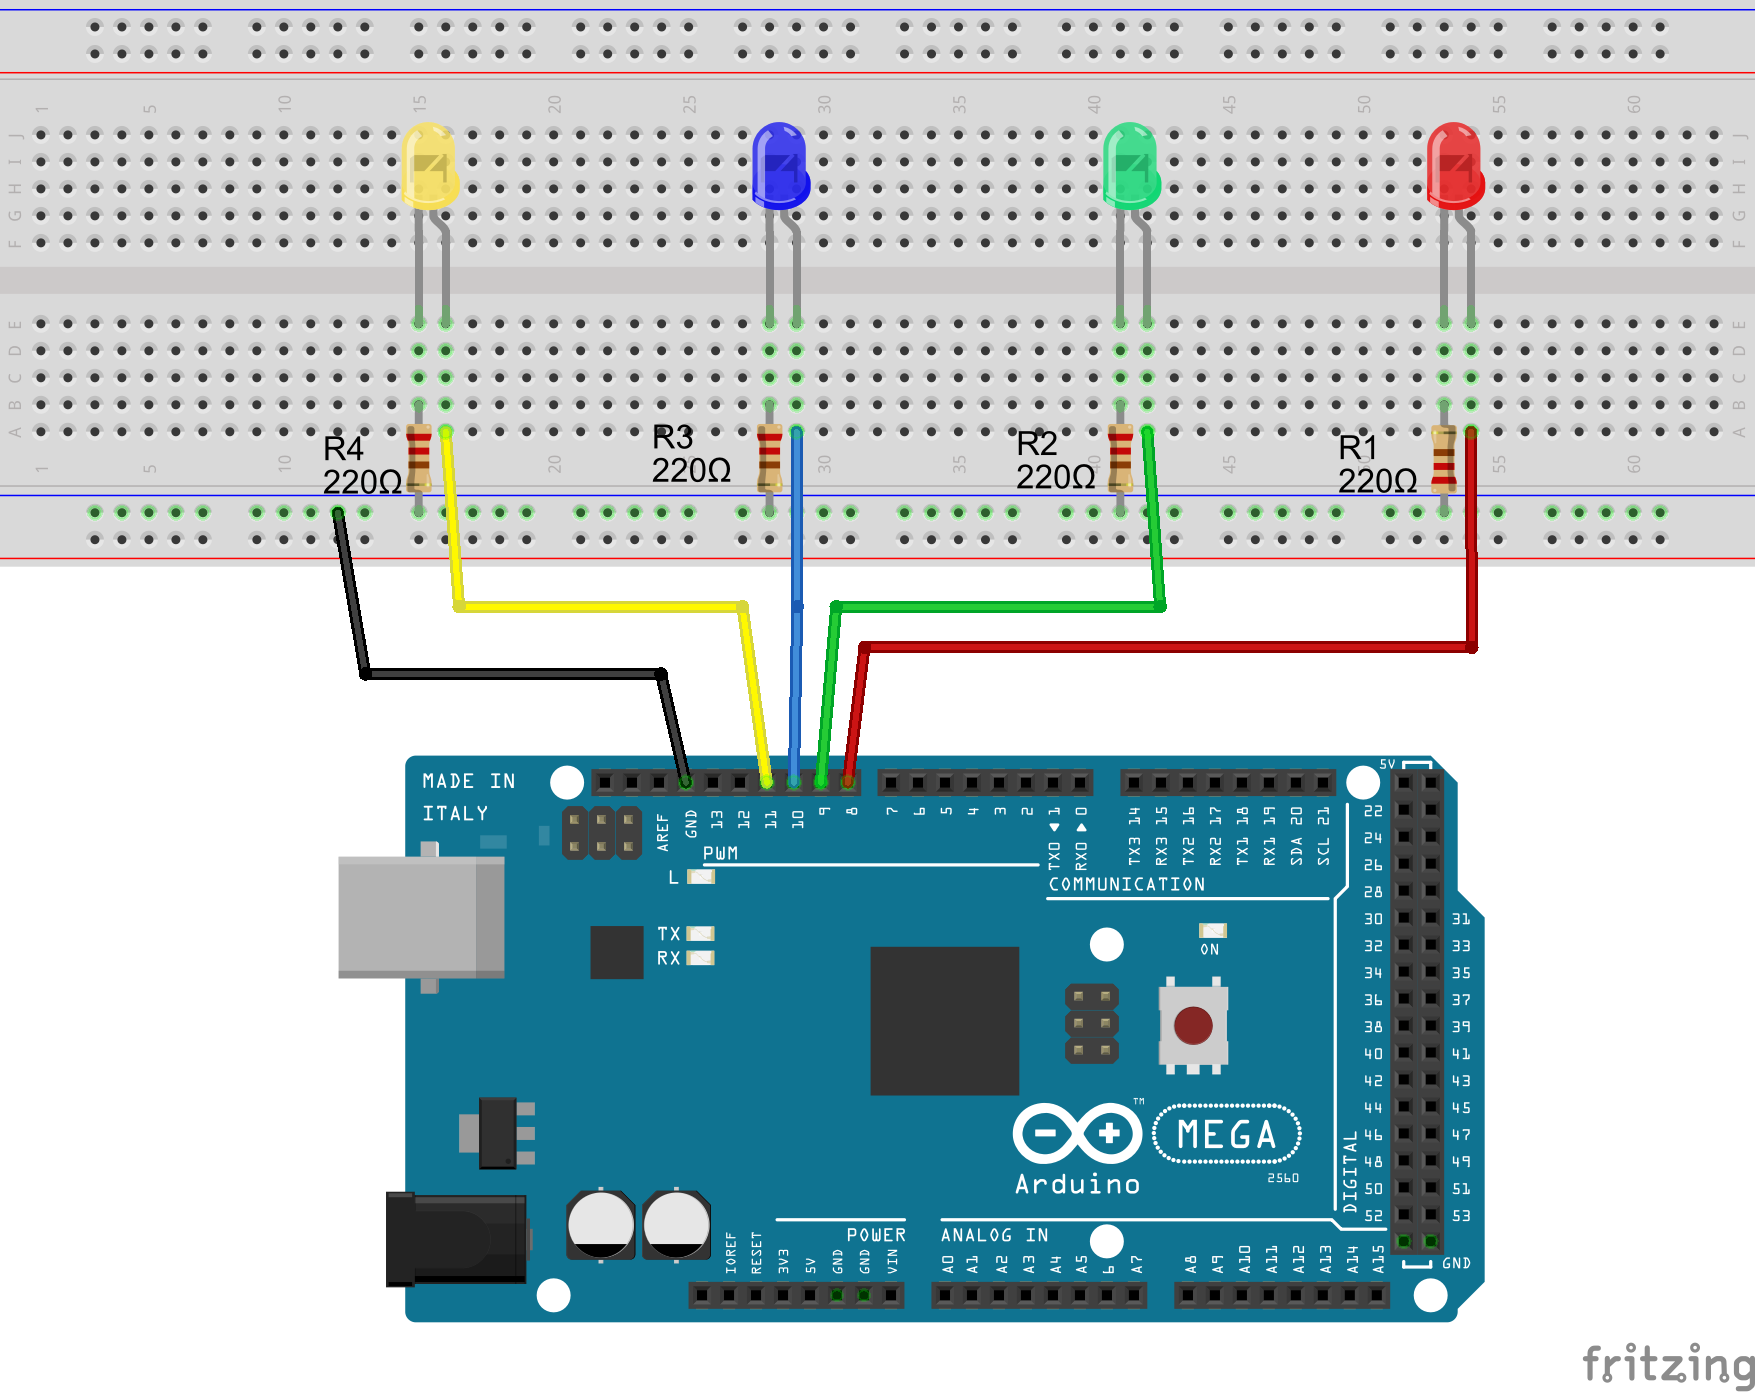 1 5 10 15 20 25 30 35 40 45 50 55 60
J J
I I
H H
G G
F F
E E
D D
C C
B B
A A
R4
220Ω
R3
220Ω
R2
220Ω
R1
220Ω
1 5 10 20 30 35 45 55 60
MADE IN
ITALY
AREF GND 13 12 11 10 9 8 7 6 5 4 3 2 TX0 1 RX0 0 TX3 14 RX3 15 TX2 16 RX2 17 TX1 18 RX1 19 SDA 20 SCL 21
5V
PWM
COMMUNICATION
L
TX
RX
ON
22
24
26
28
30 31
32 33
34 35
36 37
38 39
40 41
42 43
44 45
46 47
48 49
50 51
52 53
GND
DIGITAL
TM
MEGA
2560
Arduino
POWER
ANALOG IN
IOREF RESET 3V3 5V GND GND VIN A0 A1 A2 A3 A4 A5 6 A7 A8 A9 A10 A11 A12 A13 A14 A15
fritzing